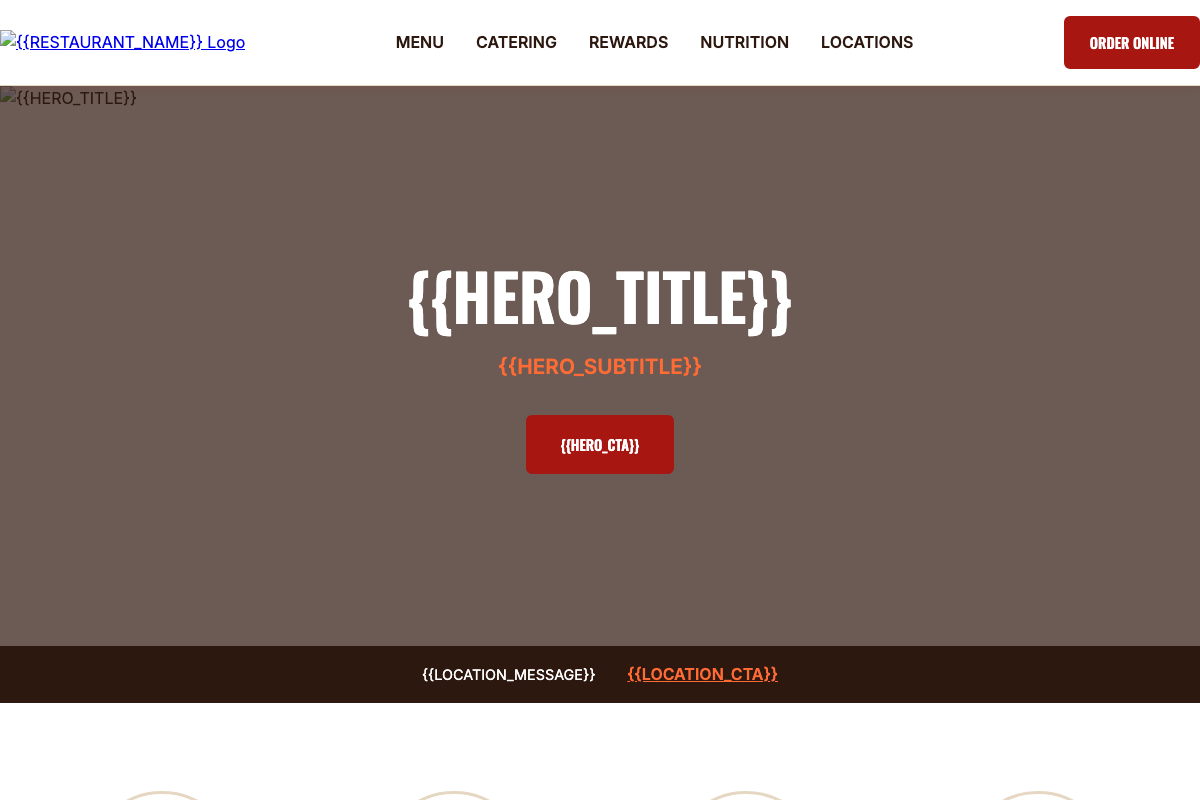 {{RESTAURANT_NAME}} Logo
MENU CATERING REWARDS NUTRITION LOCATIONS
ORDER ONLINE
{{HERO_TITLE}}
{{HERO_TITLE}}
{{HERO_SUBTITLE}}
{{HERO_CTA}}
{{LOCATION_MESSAGE}} {{LOCATION_CTA}}